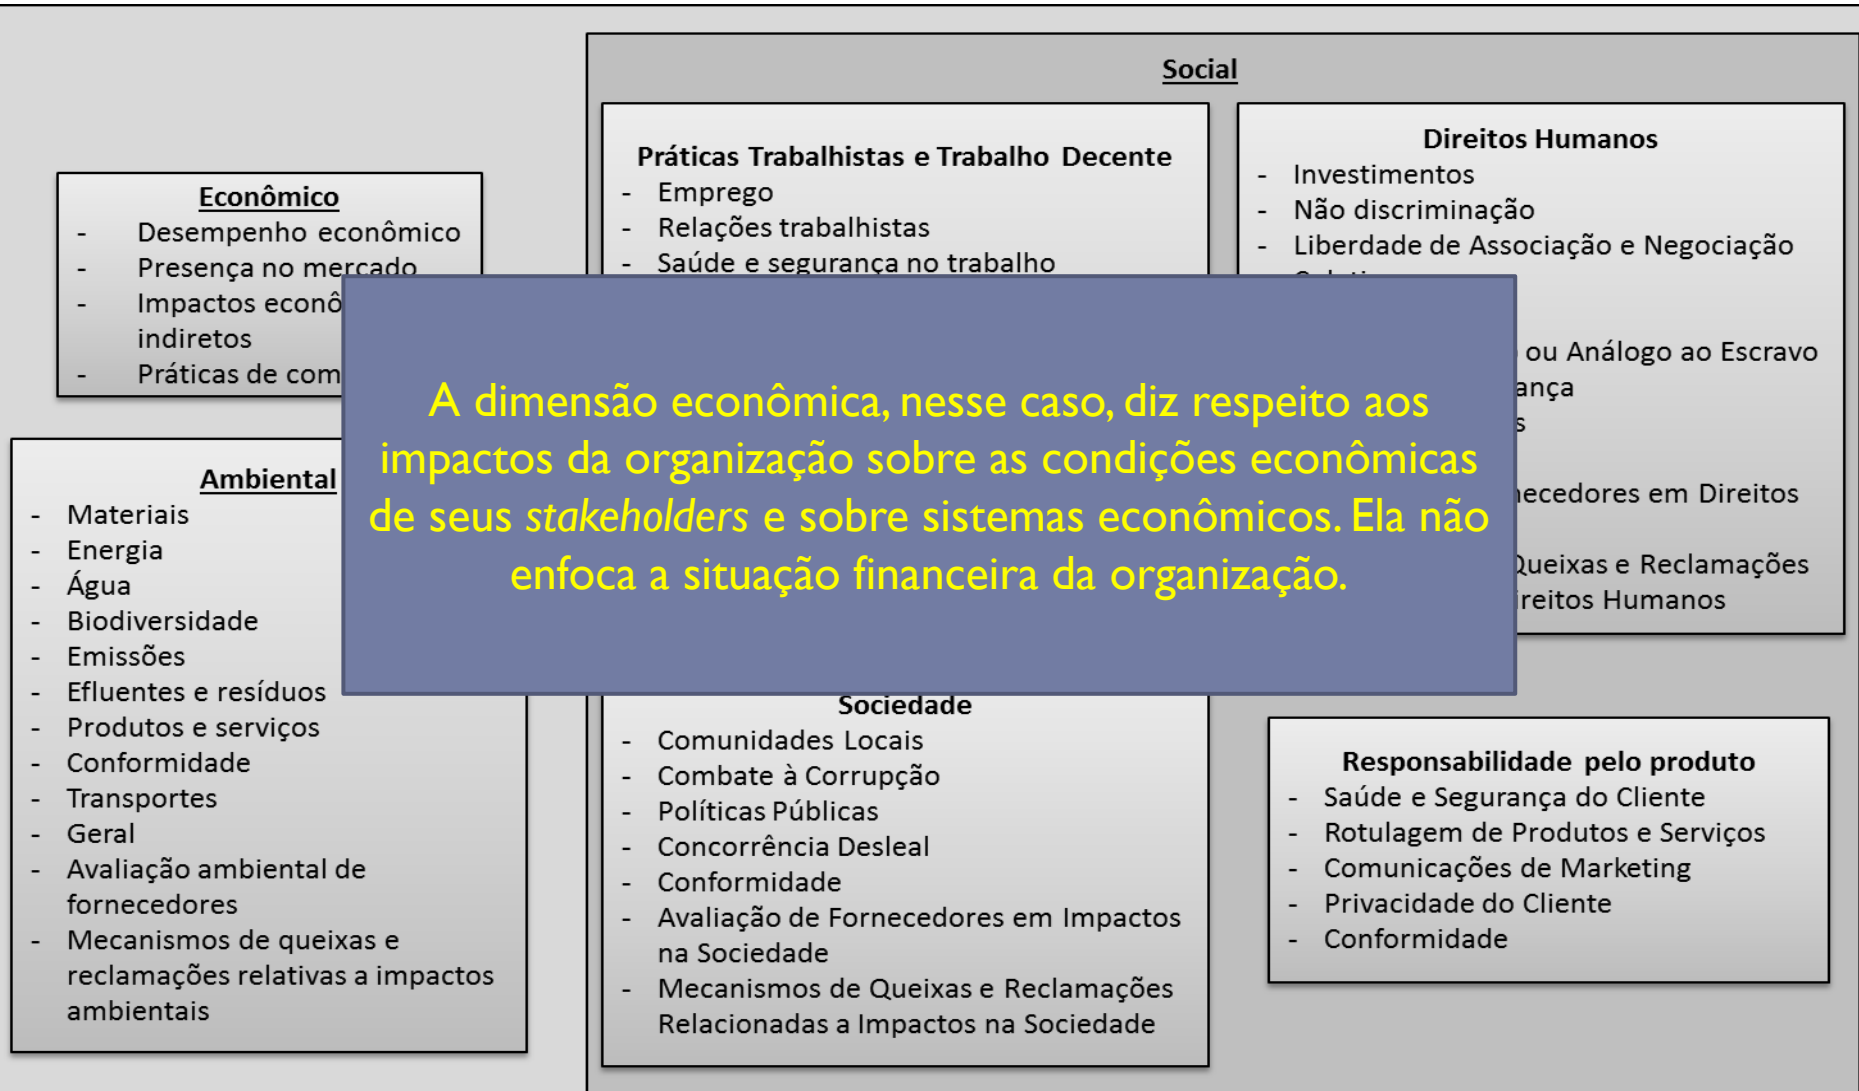 Social
Econômico
- Desempenho econômico
- Presença no mercado
- Impactos
indiretos
- Práticas de
Ambiental
- Materiais
- Energia
- Água
- Biodiversidade
- Emissões
- Efluentes e resíduos
- Produtos e serviços
- Conformidade
- Transportes
- Geral
- Avaliação ambiental de
fornecedores
- Mecanismos de queixas e
reclamações relativas a impactos
ambientais
Práticas Trabalhistas e Trabalho Decente
- Emprego
- Relações trabalhistas
- Saúde e segurança no trabalho
Direitos Humanos
- Investimentos
- Não discriminação
- Liberdade de Associação e Negociação
ou Análogo ao Escravo
em Direitos
Queixas e Reclamações
Humanos
A dimensão econômica, nesse caso, diz respeito aos
impactos da organização sobre as condições econômicas
de seus stakeholders e sobre sistemas econômicos. Ela não
enfoca a situação financeira da organização.
Sociedade
- Comunidades Locais
- Combate à Corrupção
- Políticas Públicas
- Concorrência Desleal
- Conformidade
- Avaliação de Fornecedores em Impactos
na Sociedade
- Mecanismos de Queixas e Reclamações
Relacionadas a Impactos na Sociedade
Responsabilidade pelo produto
- Saúde e Segurança do Cliente
- Rotulagem de Produtos e Serviços
- Comunicações de Marketing
- Privacidade do Cliente
- Conformidade